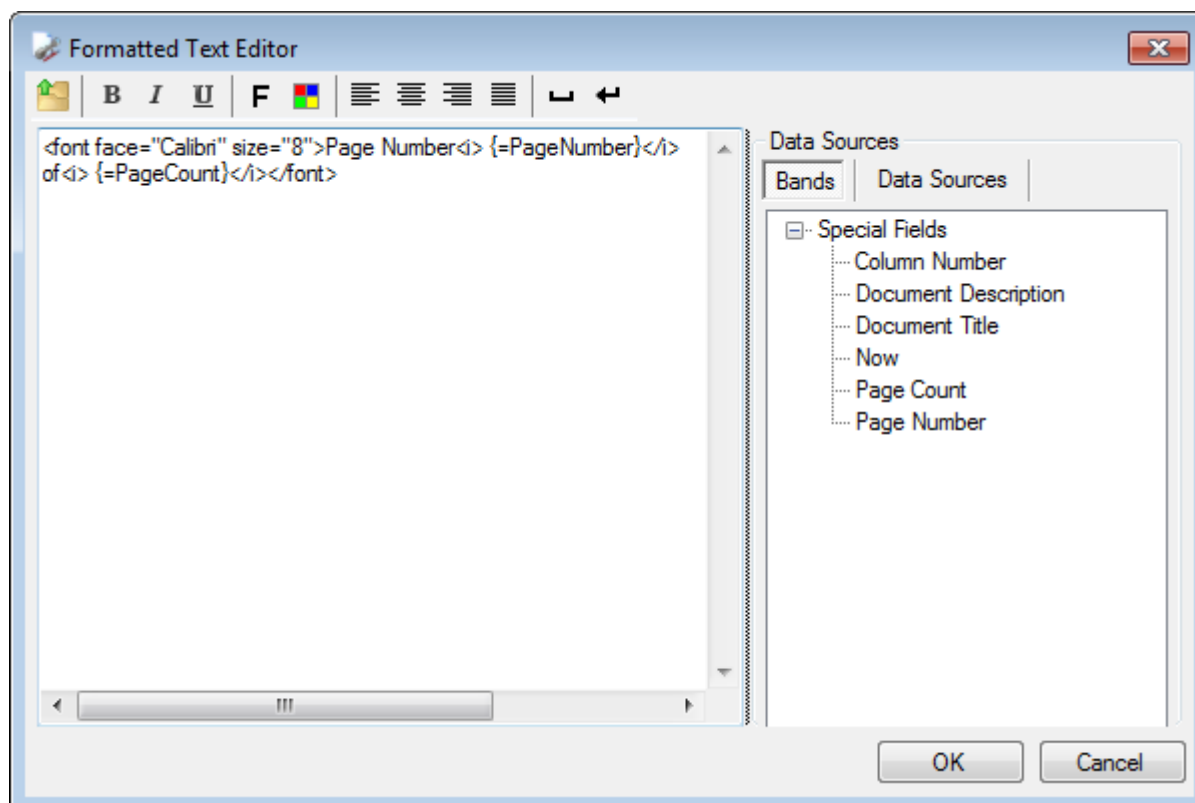 Formatted Text Editor
B I U F
<font face="Calibri" size="8">Page Number<i> {=PageNumber}</i>
of<i> {=PageCount}</i></font>
Data Sources
Bands Data Sources
Special Fields
Column Number
Document Description
Document Title
Now
Page Count
Page Number
OK Cancel